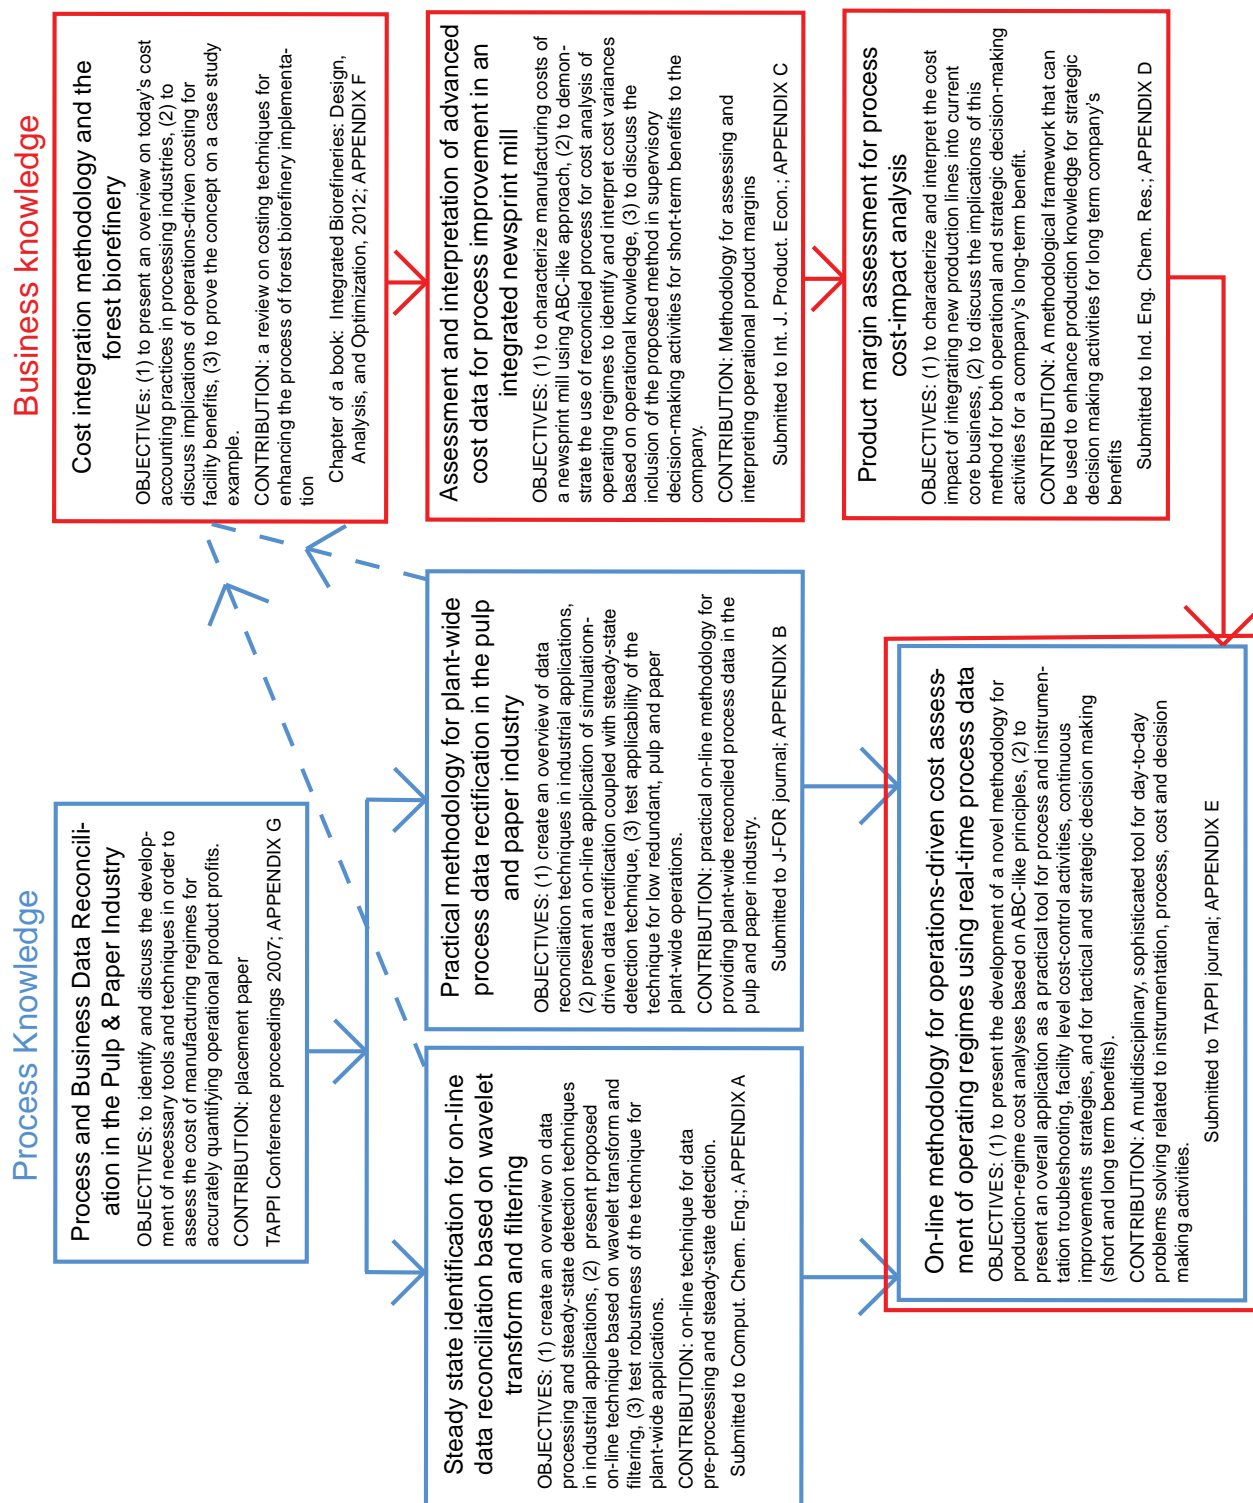 Process Knowledge
Business knowledge
Process and Business Data Reconcili-
ation in the Pulp & Paper Industry
OBJECTIVES: to identify and discuss the develop-
ment of necessary tools and techniques in order to
assess the cost of manufacturing regimes for
accurately quantifying operational product profits.
CONTRIBUTION: placement paper
TAPPI Conference proceedings 2007; APPENDIX G
Cost integration methodology and the
forest biorefinery
OBJECTIVEs: (1) to present an overview on today's cost
accounting practices in processing industries, (2) to
discuss implications of operations-driven costing for
facility benefits, (3) to prove the concept on a case study
example.
CONTRIBUTION: a review on costing techniques for
enhancing the process of forest biorefinery implementa-
tion
Chapter of a book:  Integrated Biorefineries: Design,
Analysis, and Optimization, 2012; APPENDIX F
Steady state identification for on-line
data reconciliation based on wavelet
transform and filtering
OBJECTIVES: (1) create an overview on data
processing and steady-state detection techniques
in industrial applications, (2)  present proposed
on-line technique based on wavelet transform and
filtering, (3) test robustness of the technique for
plant-wide applications.
CONTRIBUTION: on-line technique for data
pre-processing and steady-state detection.
Submitted to Comput. Chem. Eng.; APPENDIX A
Practical methodology for plant-wide
process data rectification in the pulp
and paper industry
OBJECTIVES: (1) create an overview of data
reconciliation techniques in industrial applications,
(2) present an on-line application of simulationn-
driven data rectification coupled with steady-state
detection technique, (3) test applicability of the
technique for low redundant, pulp and paper
plant-wide operations.
CONTRIBUTION: practical on-line methodology for
providing plant-wide reconciled process data in the
pulp and paper industry.
Submitted to J-FOR journal; APPENDIX B
Assessment and interpretation of advanced
cost data for process improvement in an
integrated newsprint mill
OBJECTIVES: (1) to characterize manufacturing costs of
a newsprint mill using ABC-like approach, (2) to demon-
strate the use of reconciled process for cost analysis of
operating regimes to identify and interpret cost variances
based on operational knowledge, (3) to discuss the
inclusion of the proposed method in supervisory
decision-making activities for short-term benefits to the
company.
CONTRIBUTION: Methodology for assessing and
interpreting operational product margins
Submitted to Int. J. Product. Econ.; APPENDIX C
Product margin assessment for process
cost-impact analysis
OBJECTIVES: (1) to characterize and interpret the cost
impact of integrating new production lines into current
core business, (2) to discuss the implications of this
method for both operational and strategic decision-making
activities for a company's long-term benefit.
CONTRIBUTION: A methodological framework that can
be used to enhance production knowledge for strategic
decision making activities for long term company's
benefits
Submitted to Ind. Eng. Chem. Res.; APPENDIX D
On-line methodology for operations-driven cost assess-
ment of operating regimes using real-time process data
OBJECTIVES: (1) to present the development of a novel methodology for
production-regime cost analyses based on ABC-like principles, (2) to
present an overall application as a practical tool for process and instrumen-
tation troubleshooting, facility level cost-control activities, continuous
improvements  strategies, and for tactical and strategic decision making
(short and long term benefits).
CONTRIBUTION: A multidisciplinary, sophisticated tool for day-to-day
problems solving related to instrumentation, process, cost and decision
making activities.
Submitted to TAPPI journal; APPENDIX E